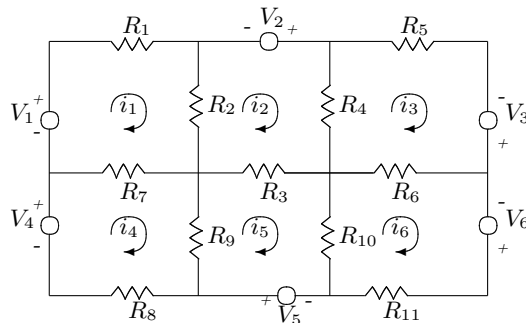 R1 - V2 + R5
+ V1 - i1 R2 i2 R4 i3 - V3 +
R7 R3 R6
+ V4 - i4 R9 i5 R10 i6 - V6 +
R8 + V5 - R11